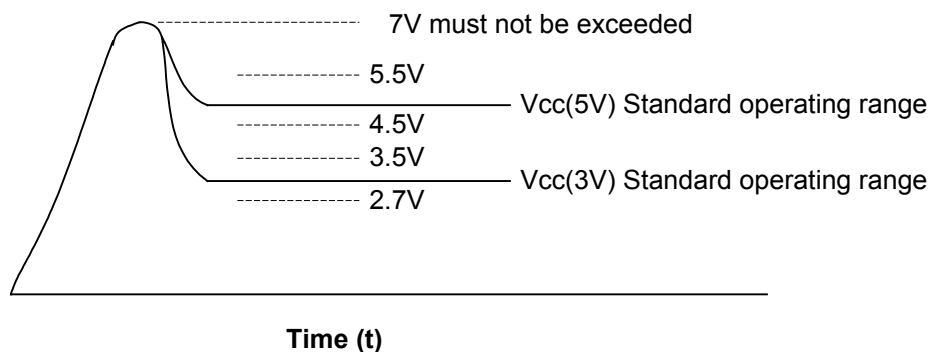 7V must not be exceeded
5.5V
Vcc(5V) Standard operating range
4.5V
3.5V
Vcc(3V) Standard operating range
2.7V
Time (t)